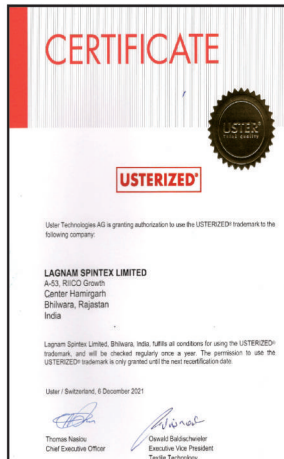 CERTIFICATE
USTER®
USTERIZED®
Uster Technologies AG is granting authorization to use the USTERIZED® trademark to the
following company:
LAGNAM SPINTEX LIMITED
A-53, RIICO Growth
Center Hamirgarh
Bhilwara, Rajastan
India
Lagnam Spintex Limited, Bhilwara, India, fulfills all conditions for using the USTERIZED®
trademark, and will be checked regularly once a year. The permission to use the
USTERIZED® trademark is only granted until the next recertification date.
Uster / Switzerland, 6 December 2021
Thomas Nasiou
Chief Executive Officer
Oswald Baldischwieler
Executive Vice President
Textile Technology